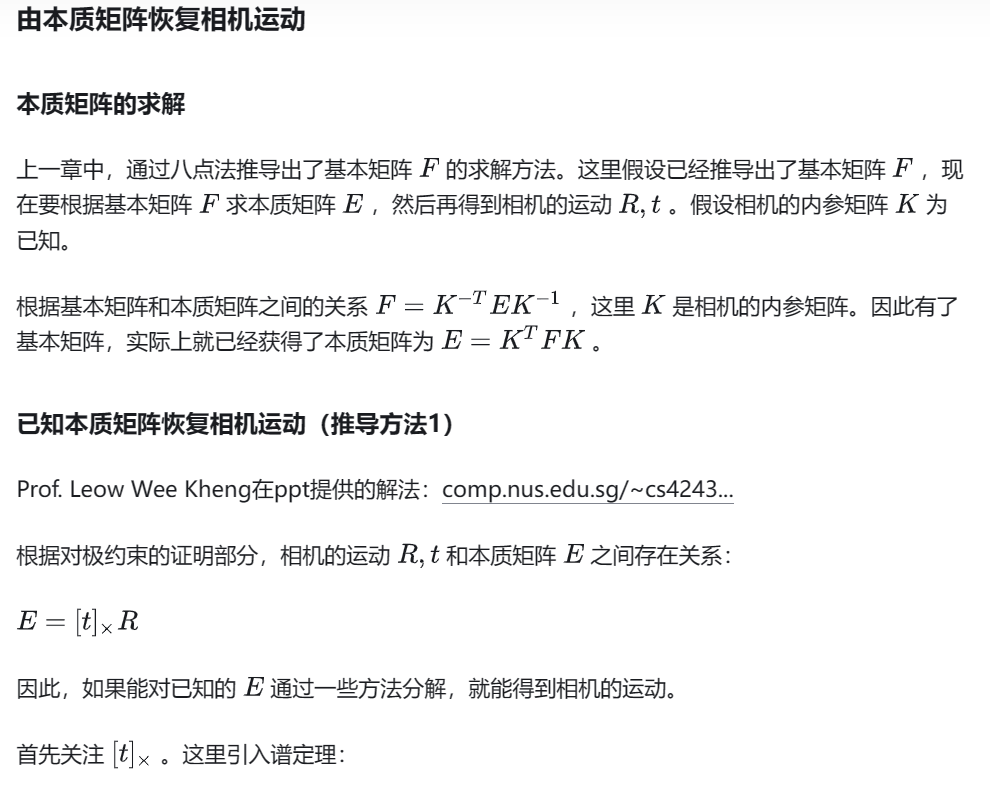 由本质矩阵恢复相机运动
本质矩阵的求解
上一章中，通过八点法推导出了基本矩阵 F 的求解方法。这里假设已经推导出了基本矩阵 F ，现
在要根据基本矩阵 F 求本质矩阵 E ，然后再得到相机的运动 R, t 。假设相机的内参矩阵 K 为
已知。
根据基本矩阵和本质矩阵之间的关系 F = K^{-T} E K^{-1} ，这里 K 是相机的内参矩阵。因此有了
基本矩阵，实际上就已经获得了本质矩阵为 E = K^T F K 。
已知本质矩阵恢复相机运动（推导方法1）
Prof. Leow Wee Kheng在ppt提供的解法：comp.nus.edu.sg/~cs4243...
根据对极约束的证明部分，相机的运动 R, t 和本质矩阵 E 之间存在关系：
E = [t]_× R
因此，如果能对已知的 E 通过一些方法分解，就能得到相机的运动。
首先关注 [t]_× 。这里引入谱定理：